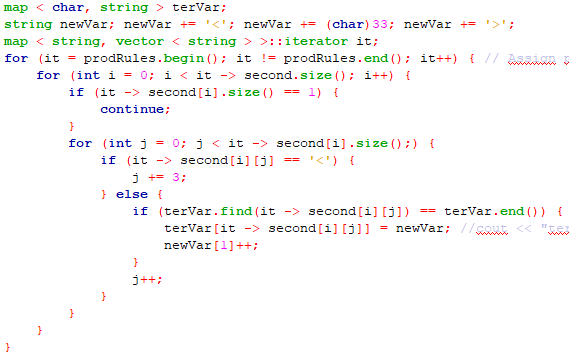 map < char, string > terVar;
string newVar; newVar += '<'; newVar += (char)33; newVar += '>';
map < string, vector < string > >::iterator it;
for (it = prodRules.begin(); it != prodRules.end(); it++) { // Assign
for (int i = 0; i < it -> second.size(); i++) {
if (it -> second[i].size() == 1) {
continue;
}
for (int j = 0; j < it -> second[i].size();) {
if (it -> second[i][j] == '<') {
j += 3;
} else {
if (terVar.find(it -> second[i][j]) == terVar.end()) {
terVar[it -> second[i][j]] = newVar; //cout << "ter
newVar[1]++;
}
j++;
}
}
}
}